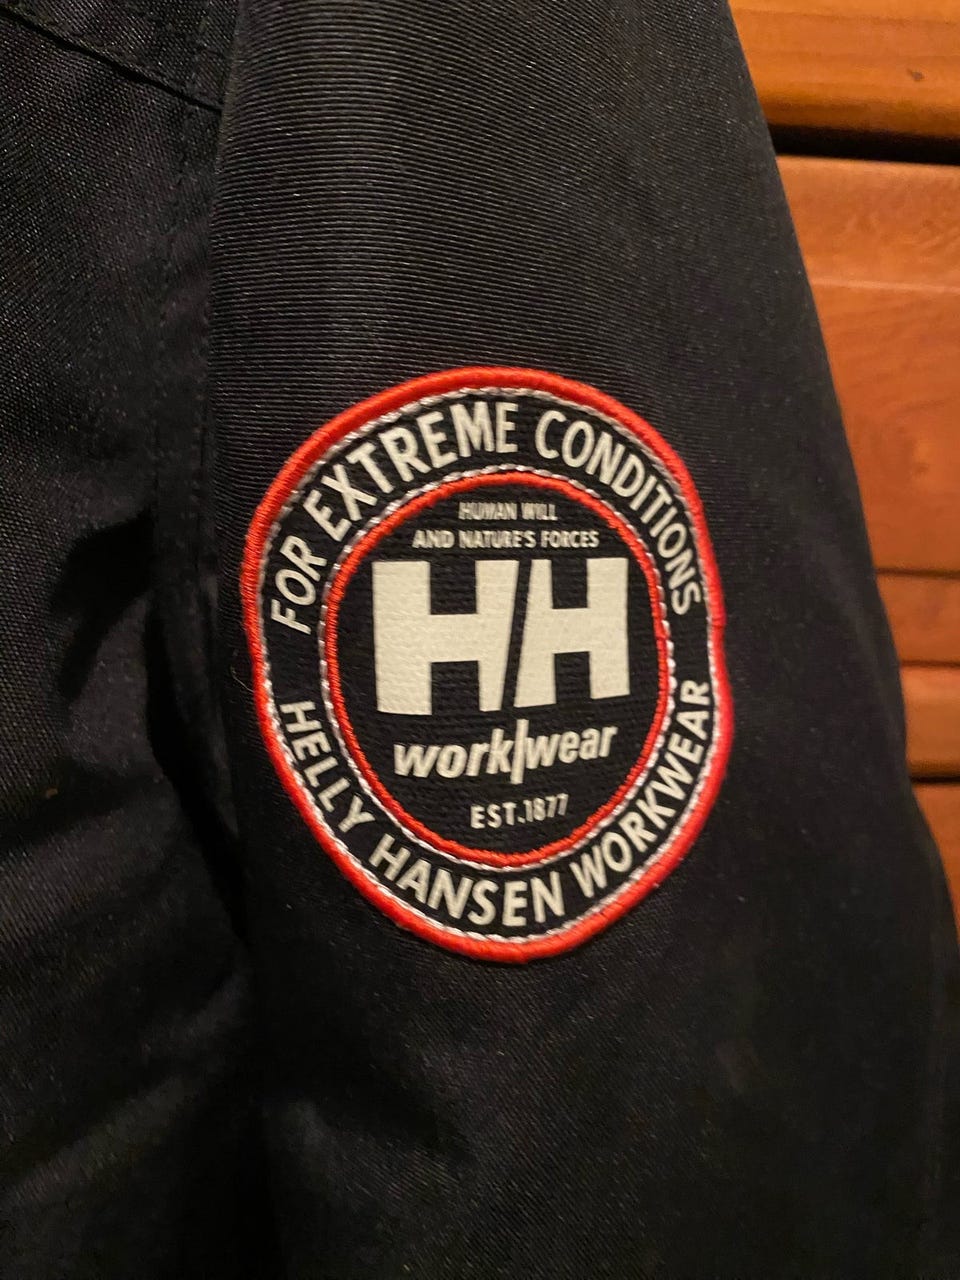 FOR EXTREME CONDITIONS
HUMAN WILL
AND NATURE'S FORCES
HH
work/wear
EST.1877
HELLY HANSEN WORKWEAR